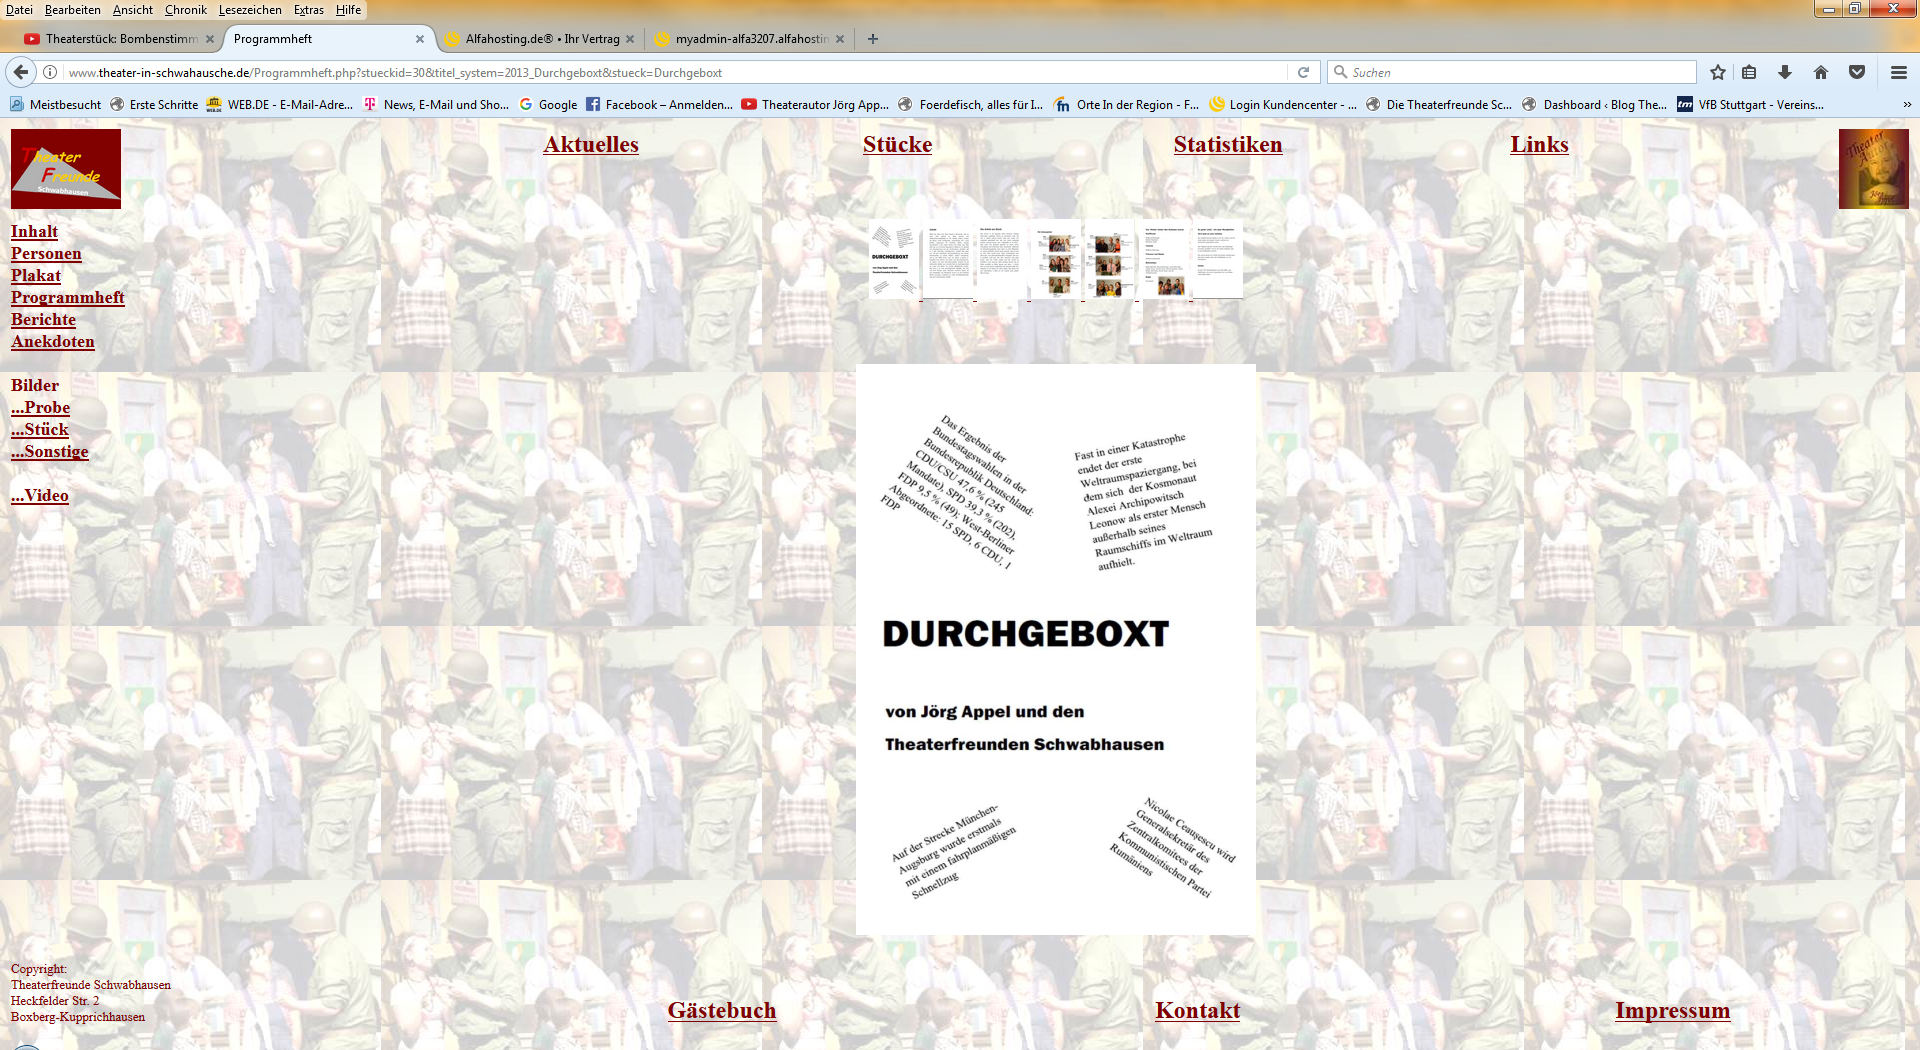 Datei Bearbeiten Ansicht Chronik Lesezeichen Extras Hilfe
Theaterstück: Bombenstimm
Programmheft
Alfahosting.de® • Ihr Vertrag
myadmin-alfa3207.alfahostin
www.theater-in-schwahausche.de/Programmheft.php?stueckid=30&titel_system=2013_Durchgeboxt&stueck=Durchgeboxt
Suchen
Meistbesucht Erste Schritte WEB.DE - E-Mail-Adre... News, E-Mail und Sho... Google Facebook – Anmelden... Theaterautor Jörg App... Foerdefisch, alles für I... Orte In der Region - F... Login Kundencenter - ... Die Theaterfreunde Sc... Dashboard ‹ Blog The... VfB Stuttgart - Vereins... »
Theater
Freunde
Schwabhausen
Aktuelles
Stücke
Statistiken
Links
Theater
Autor
Inhalt
Personen
Plakat
Programmheft
Berichte
Anekdoten
Bilder
...Probe
...Stück
...Sonstige
...Video
DURCHGEBOXT
Das Ergebnis der
Bundestagswahlen in der
Bundesrepublik Deutschland:
CDU/CSU 47,6 % (245
Mandate), SPD 39,3 % (202),
FDP 9,5 % (49); West-Berliner
Abgeordnete: 15 SPD, 6 CDU, 1
FDP
Fast in einer Katastrophe
endet der erste
Weltraumspaziergang, bei
dem sich der Kosmonaut
Alexei Archipowitsch
Leonow als erster Mensch
außerhalb seines
Raumschiffs im Weltraum
aufhielt.
DURCHGEBOXT
von Jörg Appel und den
Theaterfreunden Schwabhausen
Auf der Strecke München-
Augsburg wurde erstmals
mit einem fahrplanmäßigen
Schnellzug
Nicolae Ceaușescu wird
Generalsekretär des
Zentralkomitees der
Kommunistischen Partei
Rumäniens
Copyright:
Theaterfreunde Schwabhausen
Heckfelder Str. 2
Boxberg-Kupprichhausen
Gästebuch
Kontakt
Impressum